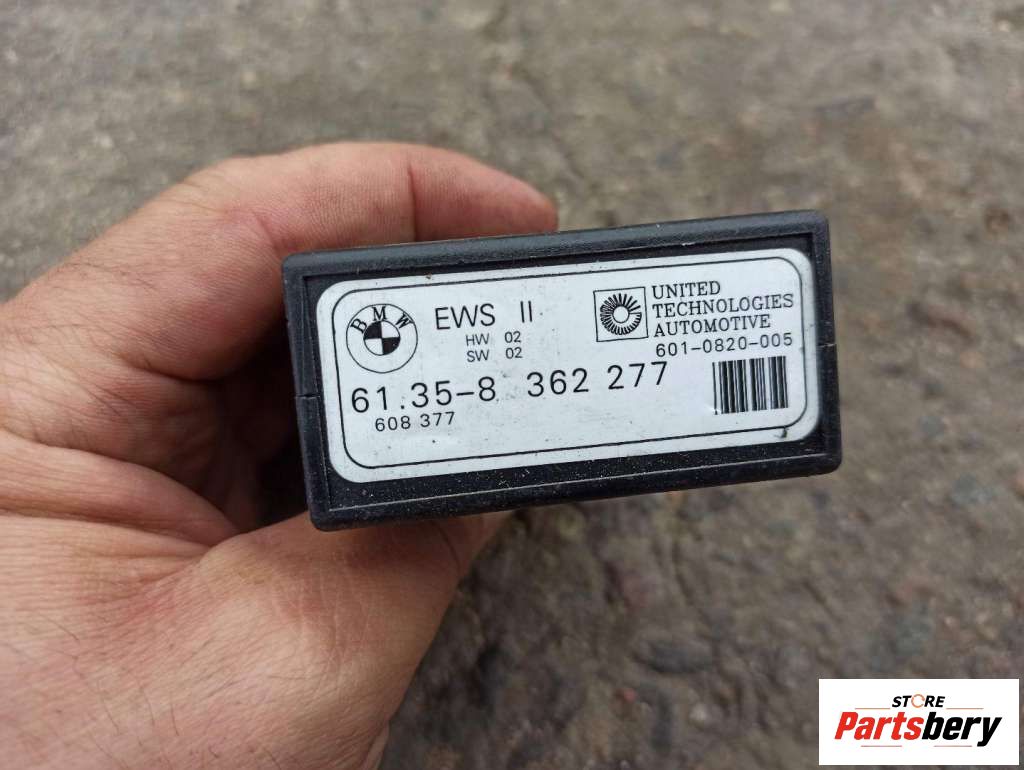 BMW
EWS II
HW 02
SW 02
UNITED
TECHNOLOGIES
AUTOMOTIVE
601-0820-005
61.35-8 362 277
608 377
STORE
Partsbery